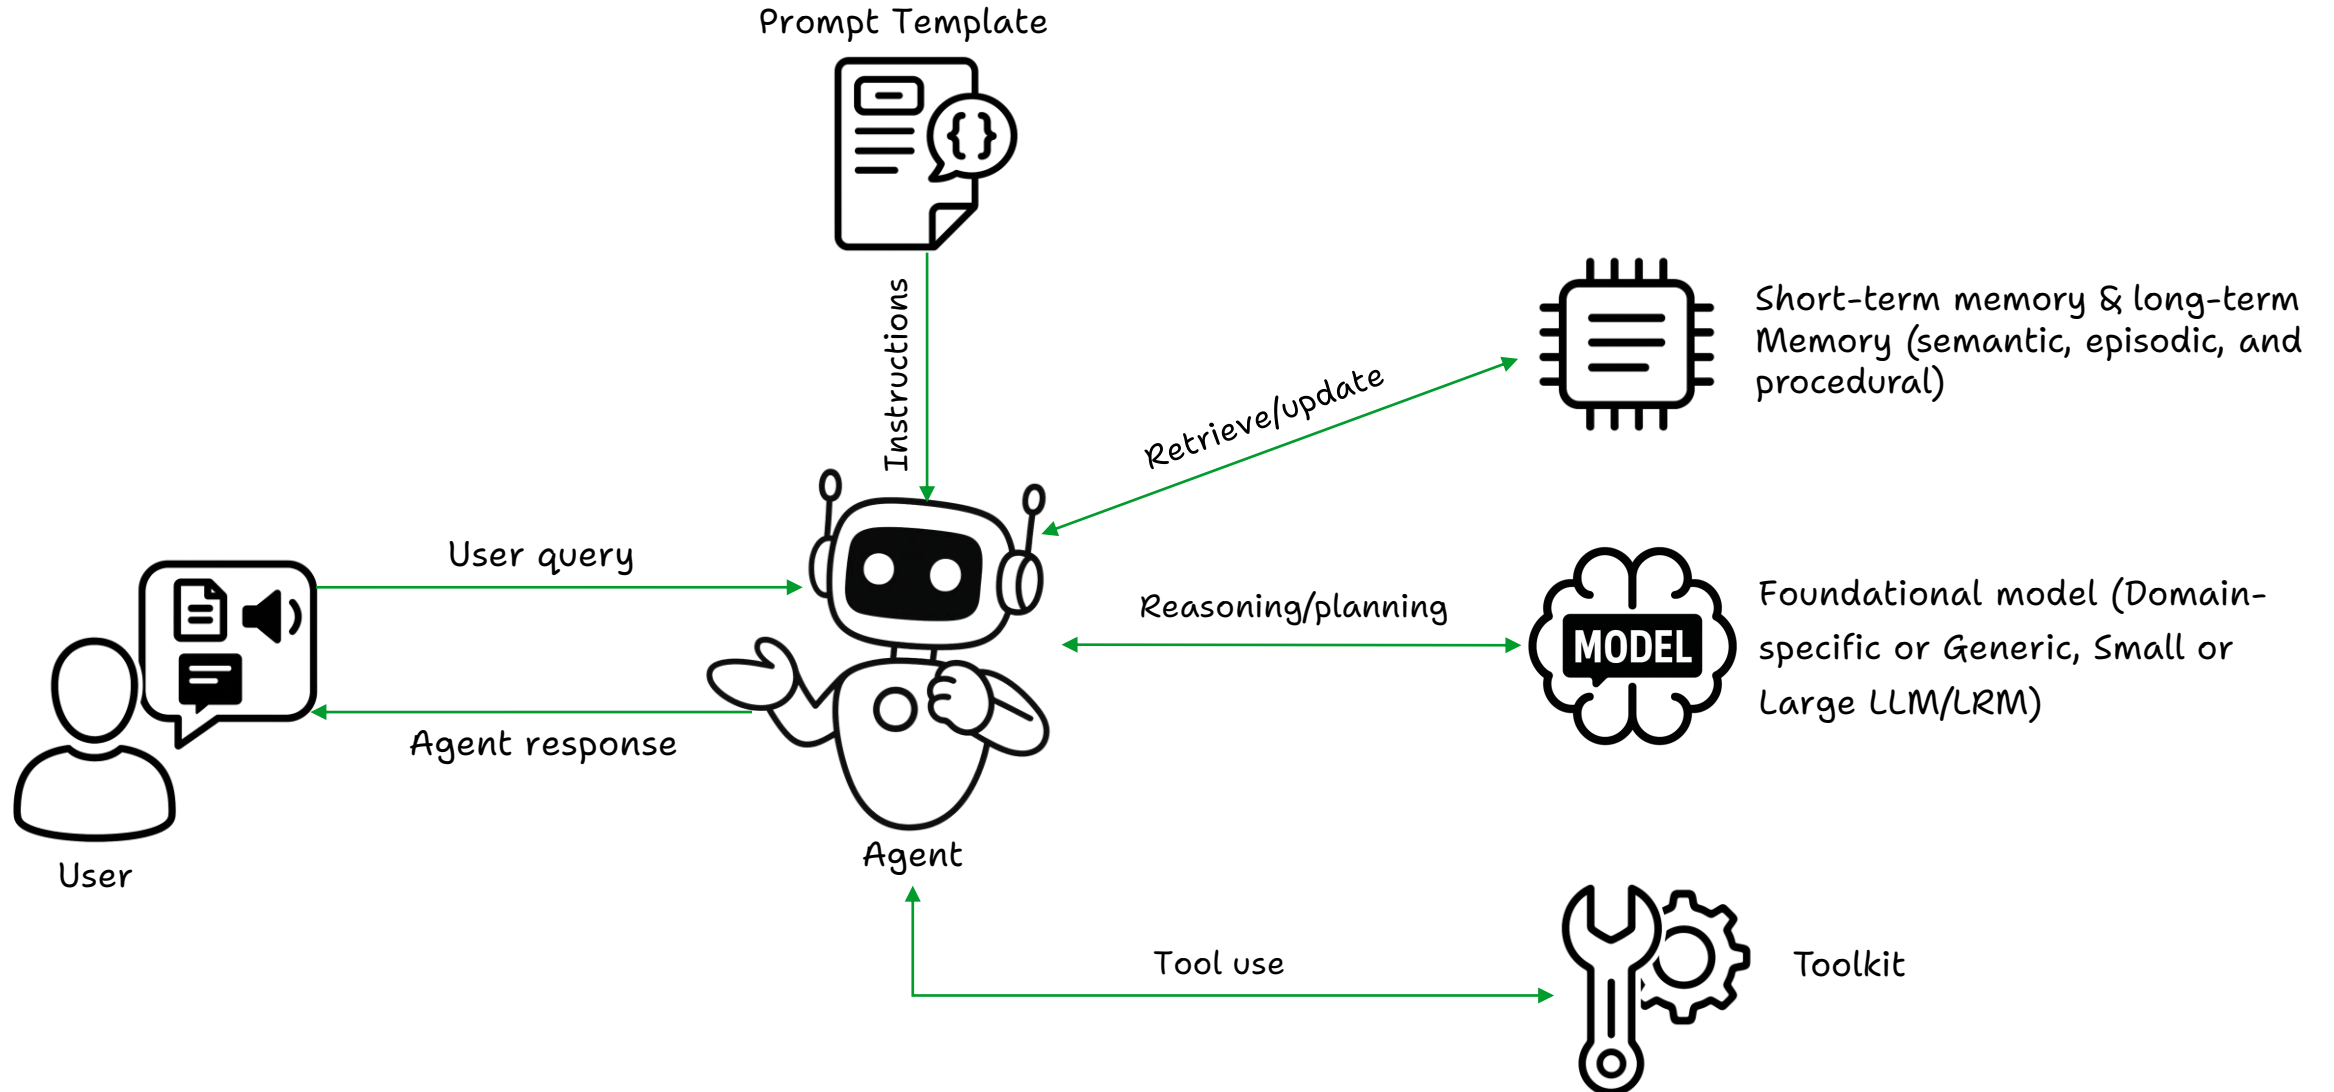 Prompt Template
{}
Instructions
Retrieve/update
Short-term memory & long-term
Memory (semantic, episodic, and
procedural)
User query
Reasoning/planning
MODEL
Foundational model (Domain-
specific or Generic, Small or
Large LLM/LRM)
Agent response
User
Agent
Tool use
Toolkit